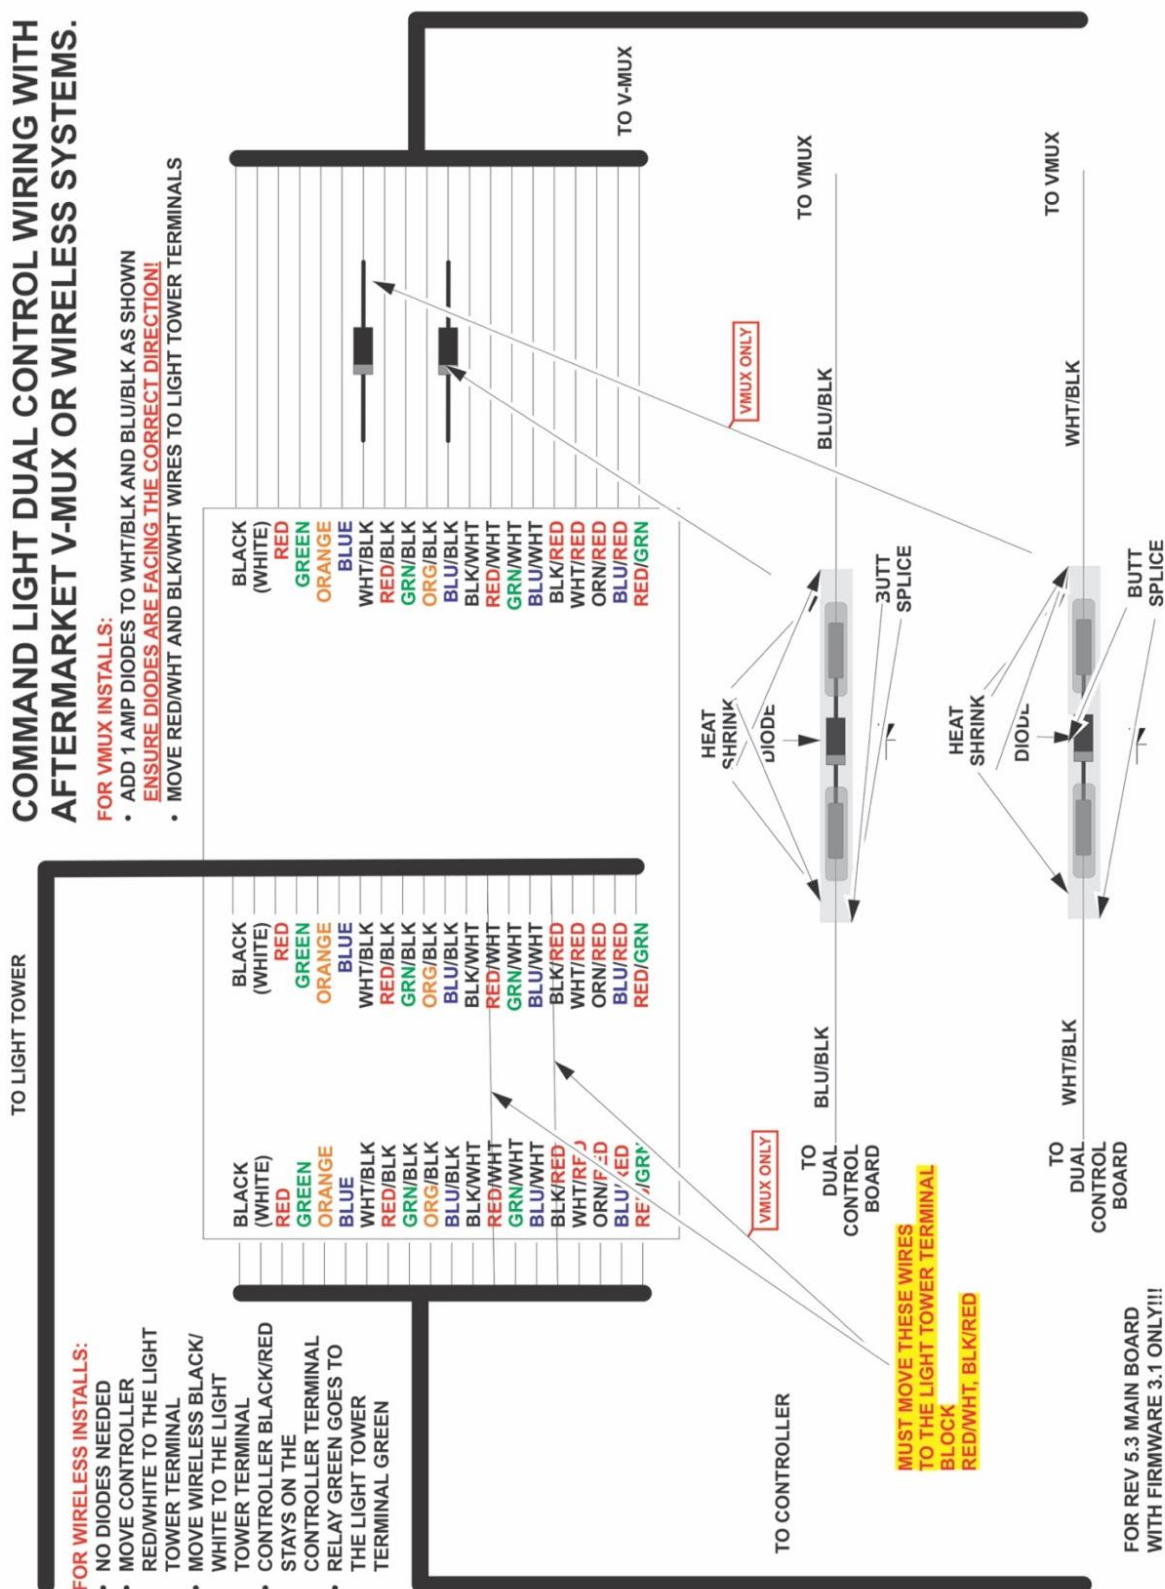 COMMAND LIGHT DUAL CONTROL WIRING WITH
AFTERMARKET V-MUX OR WIRELESS SYSTEMS.
FOR VMUX INSTALLS:
• ADD 1 AMP DIODES TO WHT/BLK AND BLU/BLK AS SHOWN
ENSURE DIODES ARE FACING THE CORRECT DIRECTION!
• MOVE RED/WHT AND BLK/WHT WIRES TO LIGHT TOWER TERMINALS
TO LIGHT TOWER
FOR WIRELESS INSTALLS:
• NO DIODES NEEDED
• MOVE CONTROLLER
RED/WHITE TO THE LIGHT
TOWER TERMINAL
• MOVE WIRELESS BLACK/
WHITE TO THE LIGHT
TOWER TERMINAL
• CONTROLLER BLACK/RED
STAYS ON THE
CONTROLLER TERMINAL
• RELAY GREEN GOES TO
THE LIGHT TOWER
TERMINAL GREEN
BLACK
(WHITE)
RED
GREEN
ORANGE
BLUE
WHT/BLK
RED/BLK
GRN/BLK
ORG/BLK
BLU/BLK
BLK/WHT
RED/WHT
GRN/WHT
BLU/WHT
BLK/RED
WHT/RED
ORN/RED
BLU/RED
RED/GRN
BLACK
(WHITE)
RED
GREEN
ORANGE
BLUE
WHT/BLK
RED/BLK
GRN/BLK
ORG/BLK
BLU/BLK
BLK/WHT
RED/WHT
GRN/WHT
BLU/WHT
BLK/RED
WHT/RED
ORN/RED
BLU/RED
RED/GRN
BLACK
(WHITE)
RED
GREEN
ORANGE
BLUE
WHT/BLK
RED/BLK
GRN/BLK
ORG/BLK
BLU/BLK
BLK/WHT
RED/WHT
GRN/WHT
BLU/WHT
BLK/RED
WHT/RED
ORN/RED
BLU/RED
RED/GRN
TO V-MUX
VMUX ONLY
VMUX ONLY
TO CONTROLLER
MUST MOVE THESE WIRES
TO THE LIGHT TOWER TERMINAL
BLOCK
RED/WHT, BLK/RED
TO
DUAL
CONTROL
BOARD
BLU/BLK
HEAT
SHRINK
DIODE
BUTT
SPLICE
BLU/BLK
TO VMUX
TO
DUAL
CONTROL
BOARD
WHT/BLK
HEAT
SHRINK
DIODE
BUTT
SPLICE
WHT/BLK
TO VMUX
FOR REV 5.3 MAIN BOARD
WITH FIRMWARE 3.1 ONLY!!!